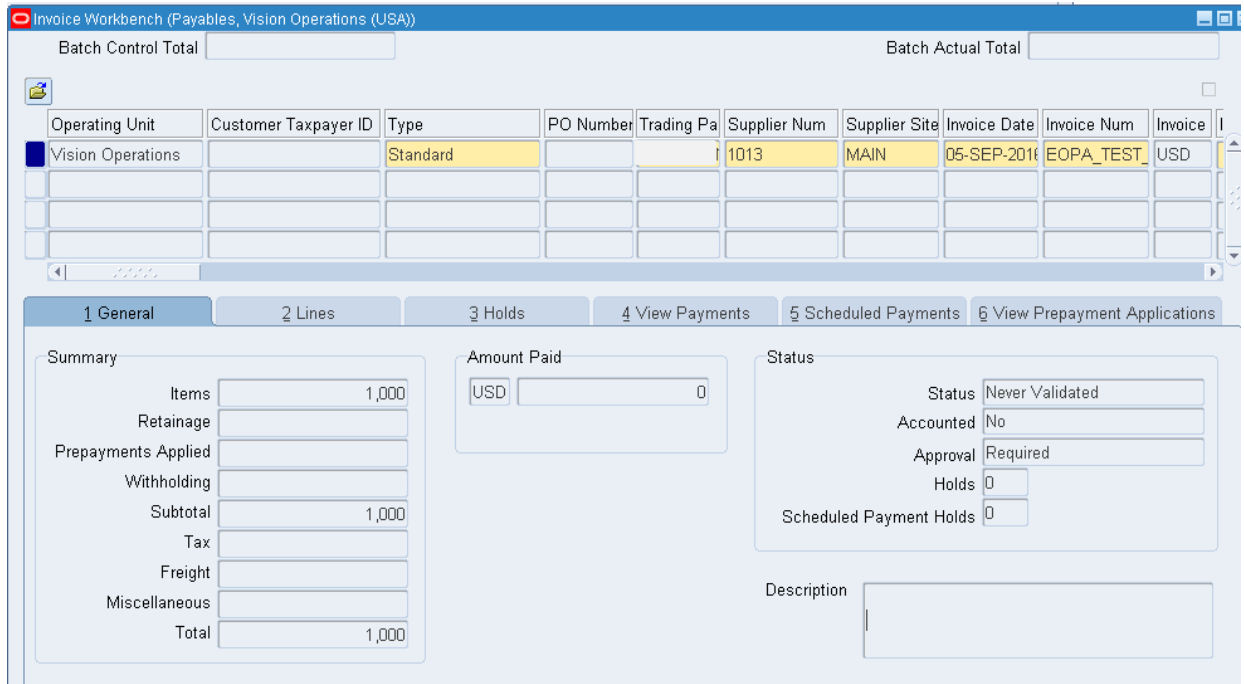 Invoice Workbench (Payables, Vision Operations (USA))
Batch Control Total Batch Actual Total
Operating Unit Customer Taxpayer ID Type PO Number Trading Pa Supplier Num Supplier Site Invoice Date Invoice Num Invoice
Vision Operations Standard 1013 MAIN 05-SEP-2016 EOPA_TEST_ USD
1 General 2 Lines 3 Holds 4 View Payments 5 Scheduled Payments 6 View Prepayment Applications
Summary Amount Paid Status
Items 1,000 USD 0 Status Never Validated
Retainage Accounted No
Prepayments Applied Approval Required
Withholding Holds 0
Subtotal 1,000 Scheduled Payment Holds 0
Tax
Freight
Description
Miscellaneous
Total 1,000